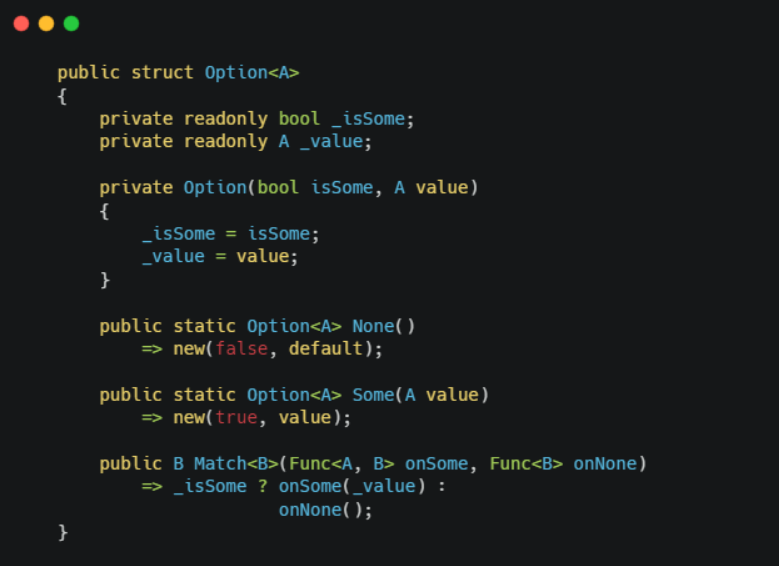 public struct Option<A>
{
    private readonly bool _isSome;
    private readonly A _value;

    private Option(bool isSome, A value)
    {
        _isSome = isSome;
        _value = value;
    }

    public static Option<A> None()
        => new(false, default);

    public static Option<A> Some(A value)
        => new(true, value);

    public B Match<B>(Func<A, B> onSome, Func<B> onNone)
        => _isSome ? onSome(_value) :
                     onNone();
}